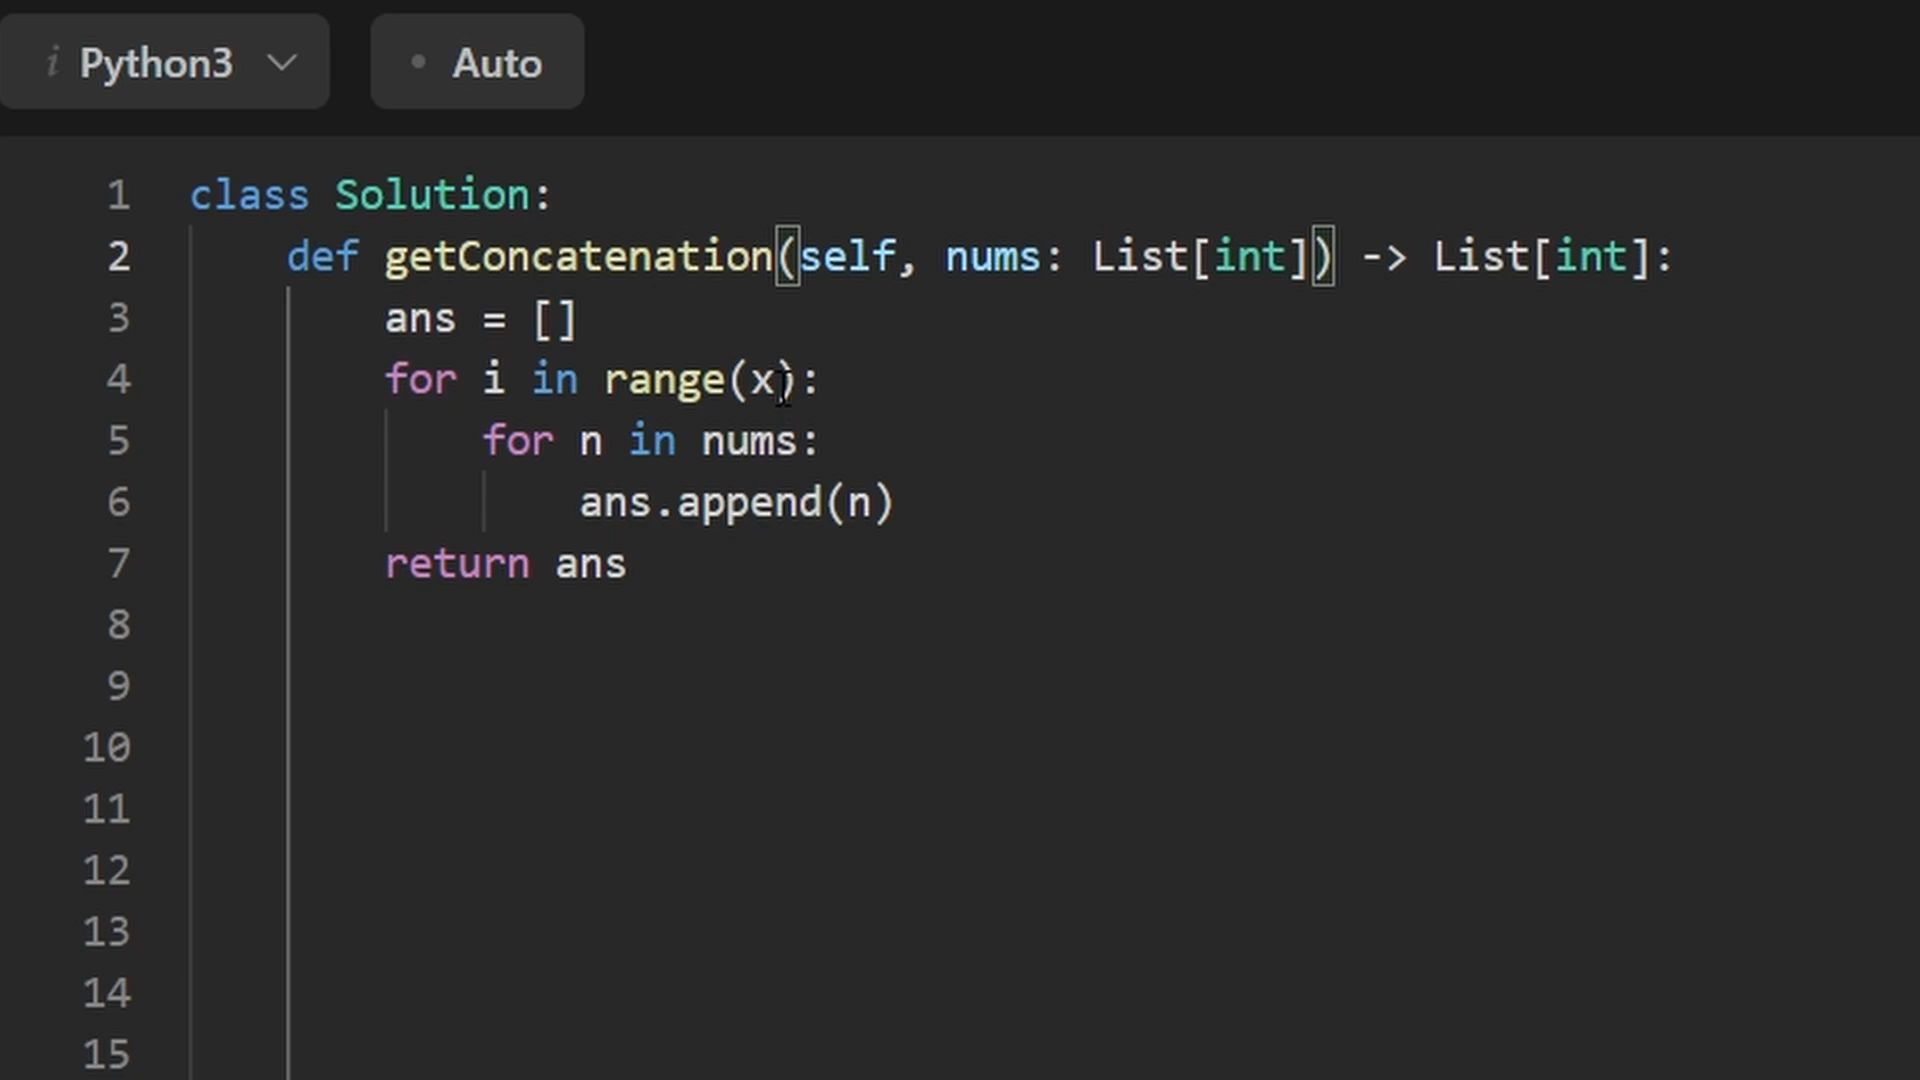 i Python3 Auto
1 class Solution:
2 def getConcatenation(self, nums: List[int]) -> List[int]:
3 ans = []
4 for i in range(x):
5 for n in nums:
6 ans.append(n)
7 return ans
8
9
10
11
12
13
14
15